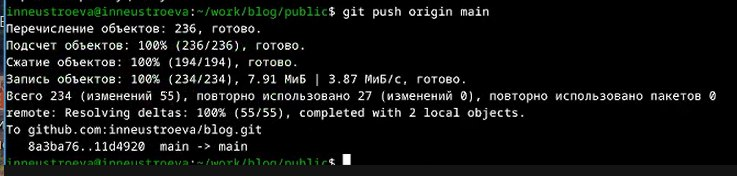 inneustroeva@inneustroeva:~/work/blog/public$ git push origin main
Перечисление объектов: 236, готово.
Подсчет объектов: 100% (236/236), готово.
Сжатие объектов: 100% (194/194), готово.
Запись объектов: 100% (234/234), 7.91 МиБ | 3.87 МиБ/с, готово.
Всего 234 (изменений 55), повторно использовано 27 (изменений 0), повторно использовано пакетов 0
remote: Resolving deltas: 100% (55/55), completed with 2 local objects.
To github.com:inneustroeva/blog.git
   8a3ba76..11d4920  main -> main
inneustroeva@inneustroeva:~/work/blog/public$